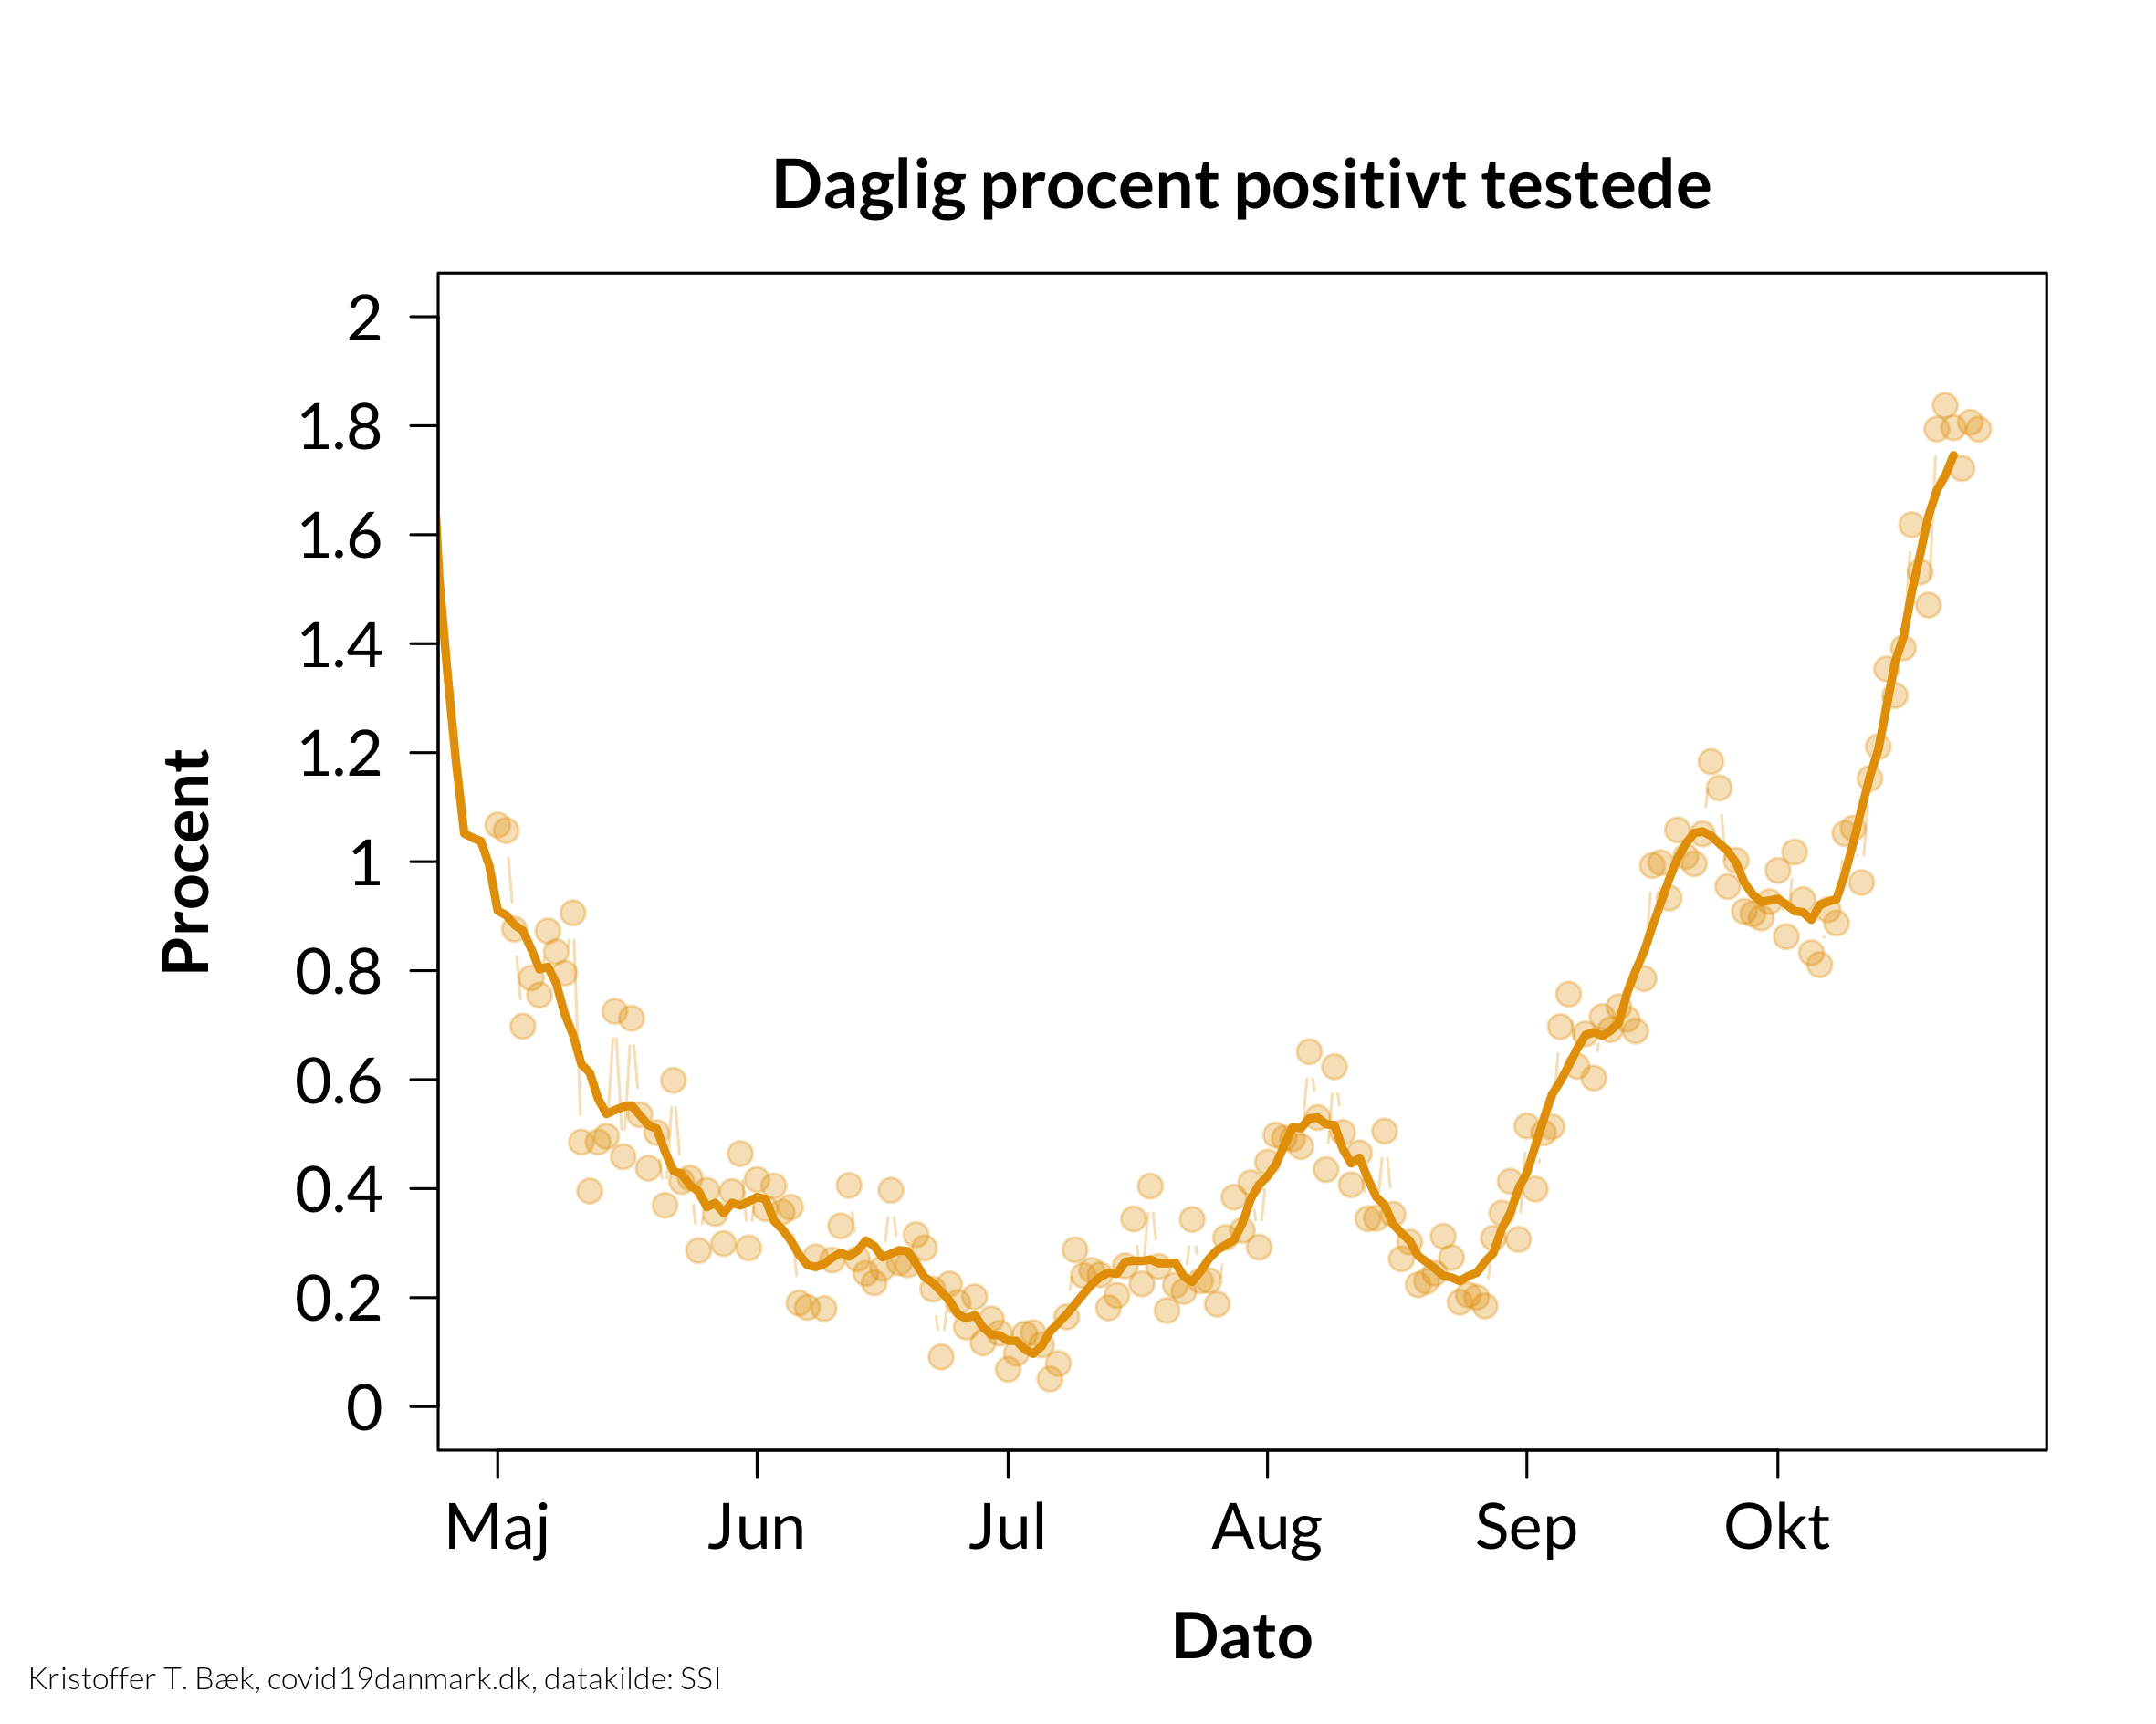 Daglig procent positivt testede
Procent
2
1.8
1.6
1.4
1.2
1
0.8
0.6
0.4
0.2
0
Maj Jun Jul Aug Sep Okt
Dato
Kristoffer T. Bæk, covid19danmark.dk, datakilde: SSI